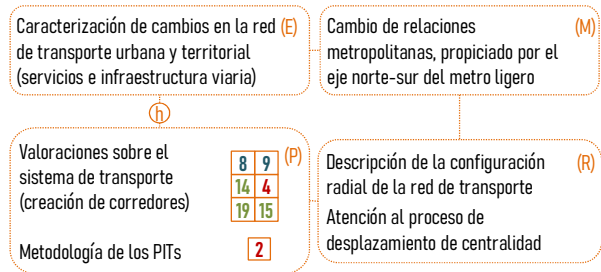 Caracterización de cambios en la red (E)
de transporte urbana y territorial
(servicios e infraestructura viaria)
Cambio de relaciones (M)
metropolitanas, propiciado por el
eje norte-sur del metro ligero
h
Valoraciones sobre el
sistema de transporte
(creación de corredores)
8 9 (P)
14 4
19 15
Metodología de los PITs 2
Descripción de la configuración (R)
radial de la red de transporte
Atención al proceso de
desplazamiento de centralidad